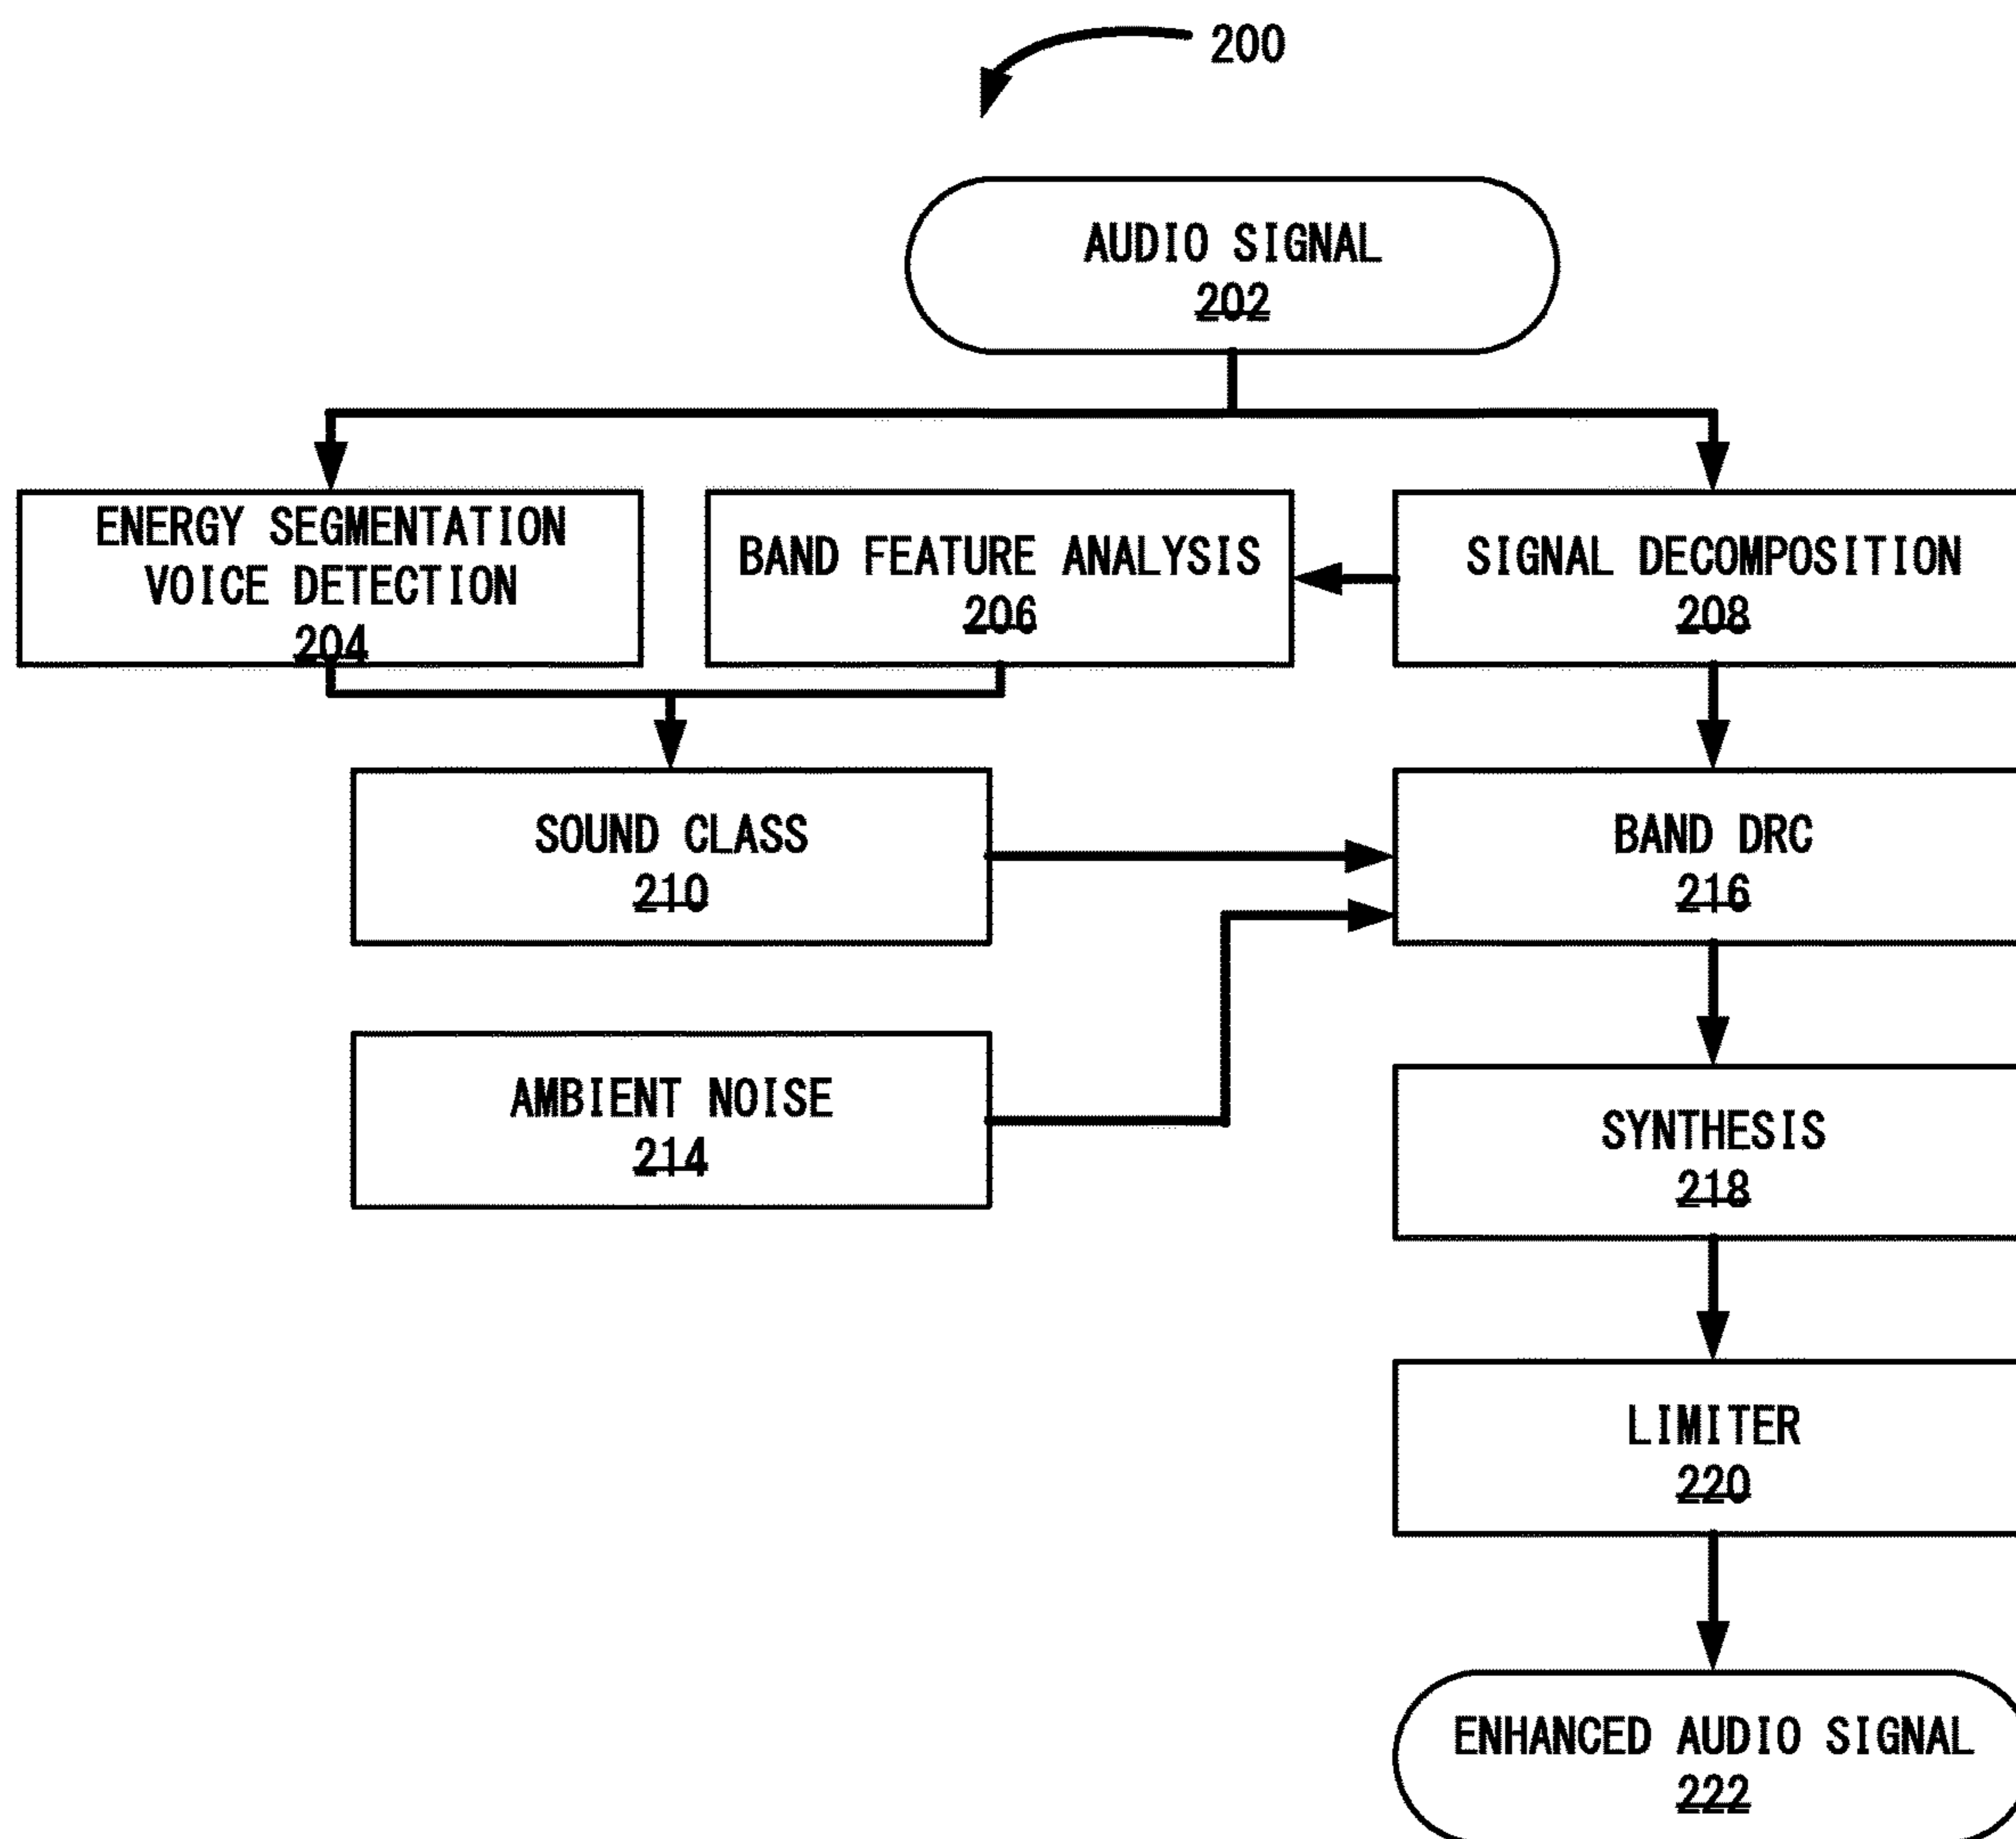 200
AUDIO SIGNAL
202
ENERGY SEGMENTATION
VOICE DETECTION
204
BAND FEATURE ANALYSIS
206
SIGNAL DECOMPOSITION
208
SOUND CLASS
210
BAND DRC
216
AMBIENT NOISE
214
SYNTHESIS
218
LIMITER
220
ENHANCED AUDIO SIGNAL
222